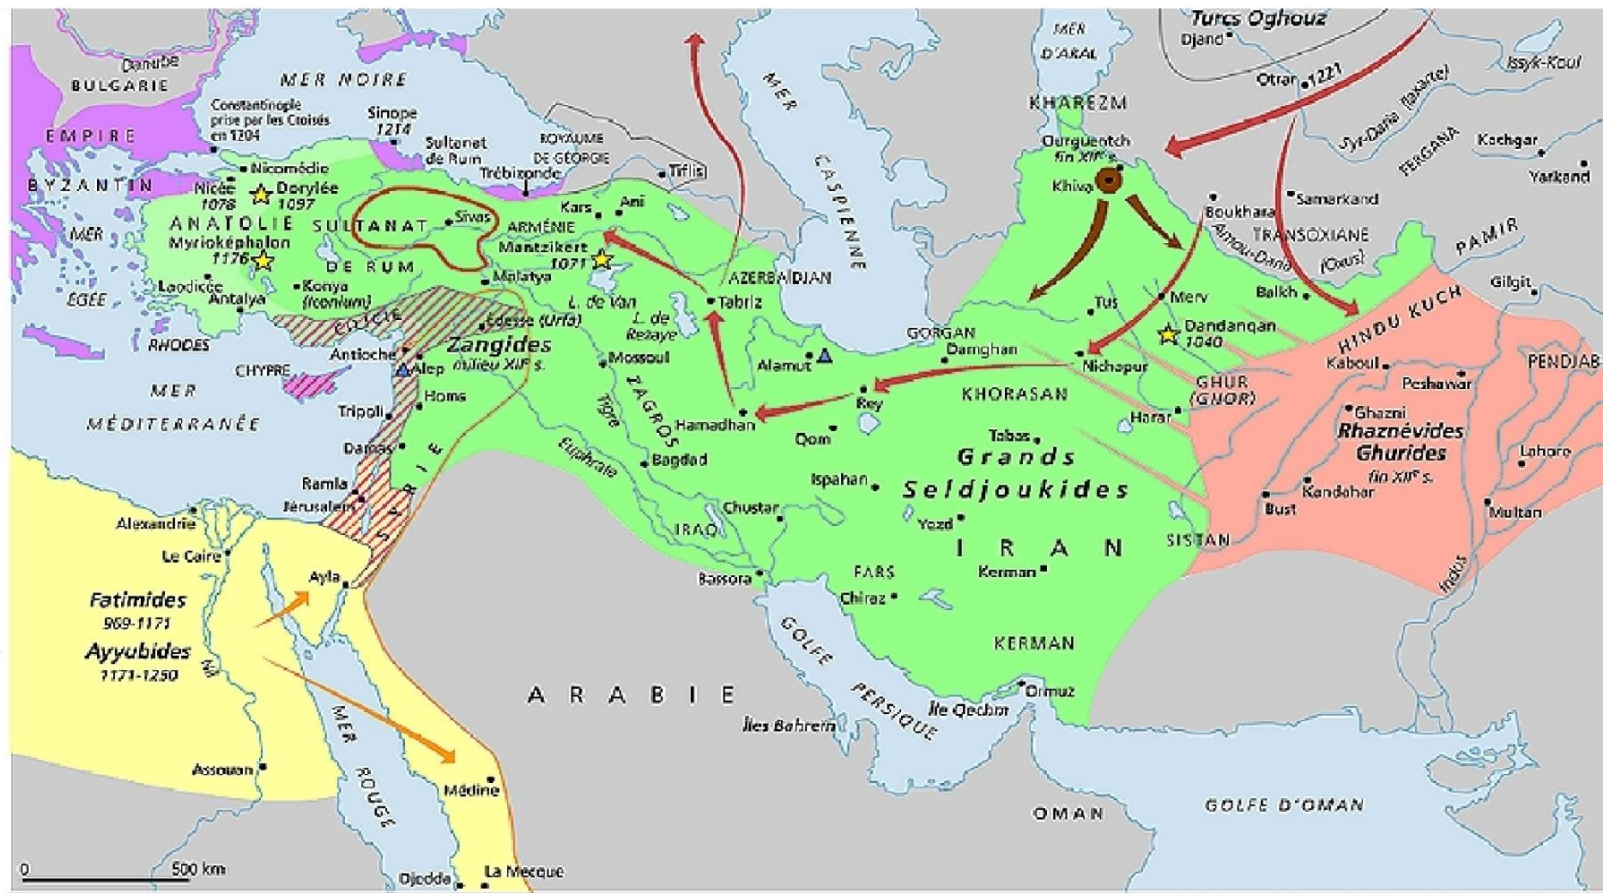 Turcs Oghouz
Djand
MER
D'ARAL
Otrar 1221
Issyk-Koul
Danube
BULGARIE
MER NOIRE
MER
CASPIENNE
KHAREZM
Syr-Daria (Iaxarte)
FERGANA
Kachgar
Yarkand
Constantinople
prise par les Croisés
en 1204
Sinope
1214
EMPIRE
BYZANTIN
Sultanat
de Rum
ROYAUME
DE GÉORGIE
Trébizonde
Tiflis
Ourguentch
fin XIIe s.
Khiva
Nicomédie
Nicée
1078
Dorylée
1097
Samarkand
Boukhara
TRANSOXIANE
Amou-Daria
(Oxus)
PAMIR
ANATOLIE
SULTANAT
DE RUM
Sivas
Kars
Ani
ARMÉNIE
Mantzikert
1071
Myrioképhalon
1176
MER
ÉGÉE
Laodicée
Antalya
Konya
(Iconium)
Malatya
L. de Van
L. de
Rezaye
AZERBAÏDJAN
Tabriz
Tus
Merv
Balkh
Gilgit
HINDU KUCH
Dandanqan
1040
RHODES
CILICIE
Édesse (Urfa)
Zangides
milieu XIIe s.
Antioche
Alep
Mossoul
Alamut
GORGAN
Damghan
Nichapur
Kaboul
Peshawar
PENDJAB
CHYPRE
MER
MÉDITERRANÉE
Homs
Tripoli
Damas
ZAGROS
Tigre
Hamadhan
Rey
Qom
KHORASAN
GHUR
(GHOR)
Harar
Ghazni
Rhaznévides
Ghurides
fin XIIe s.
Lahore
Tabas
Grands
Seldjoukides
Euphrate
Bagdad
Ispahan
Kandahar
Bust
Multan
Ramla
Jérusalem
SYRIE
Alexandrie
Le Caire
Chustar
IRAQ
Yezd
IRAN
SISTAN
Indus
Ayla
Bassora
FARS
Chiraz
Kerman
Fatimides
969-1171
Ayyubides
1171-1250
Nil
GOLFE
PERSIQUE
KERMAN
ARABIE
Ormuz
Île Qechm
Îles Bahreïn
MER
ROUGE
Assouan
Médine
OMAN
GOLFE D'OMAN
0 500 km
Djedda
La Mecque